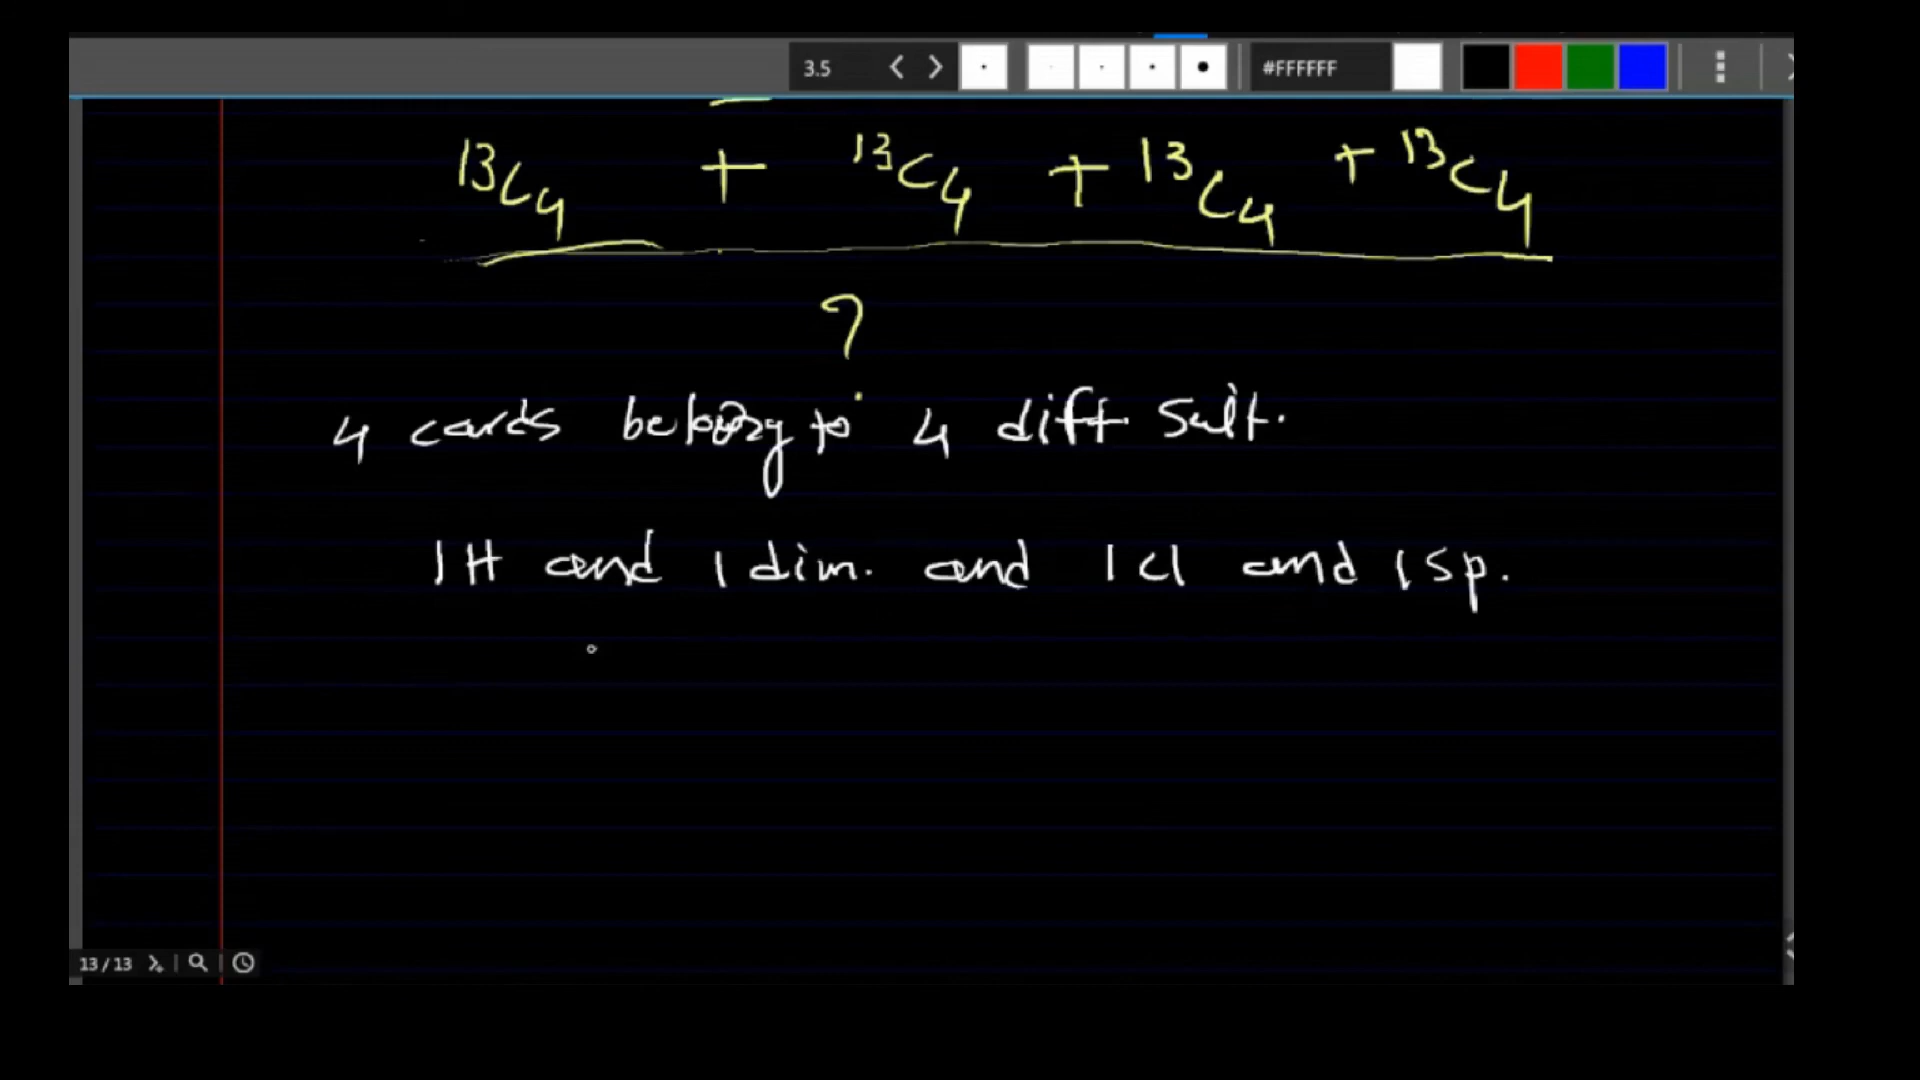 3.5 #FFFFFF
¹³C₄ + ¹³C₄ + ¹³C₄ + ¹³C₄
?
4 cards belong to 4 diff. Suit.
1H and 1 dim. and 1 Cl and 1 Sp.
13 / 13